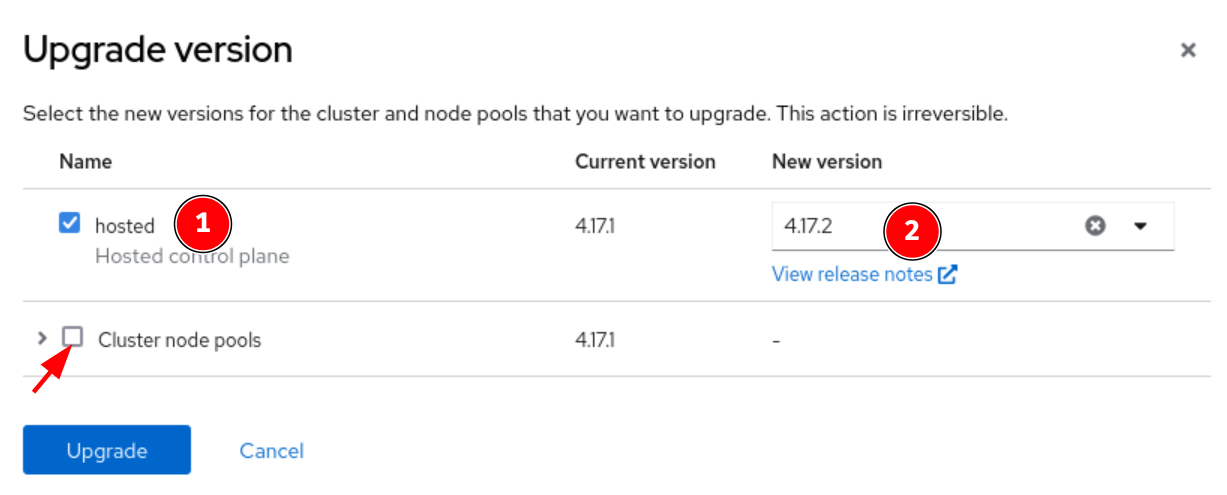 Upgrade version
Select the new versions for the cluster and node pools that you want to upgrade. This action is irreversible.
Name Current version New version
hosted 1 4.17.1 4.17.2 2
Hosted control plane
View release notes
Cluster node pools 4.17.1 -
Upgrade Cancel